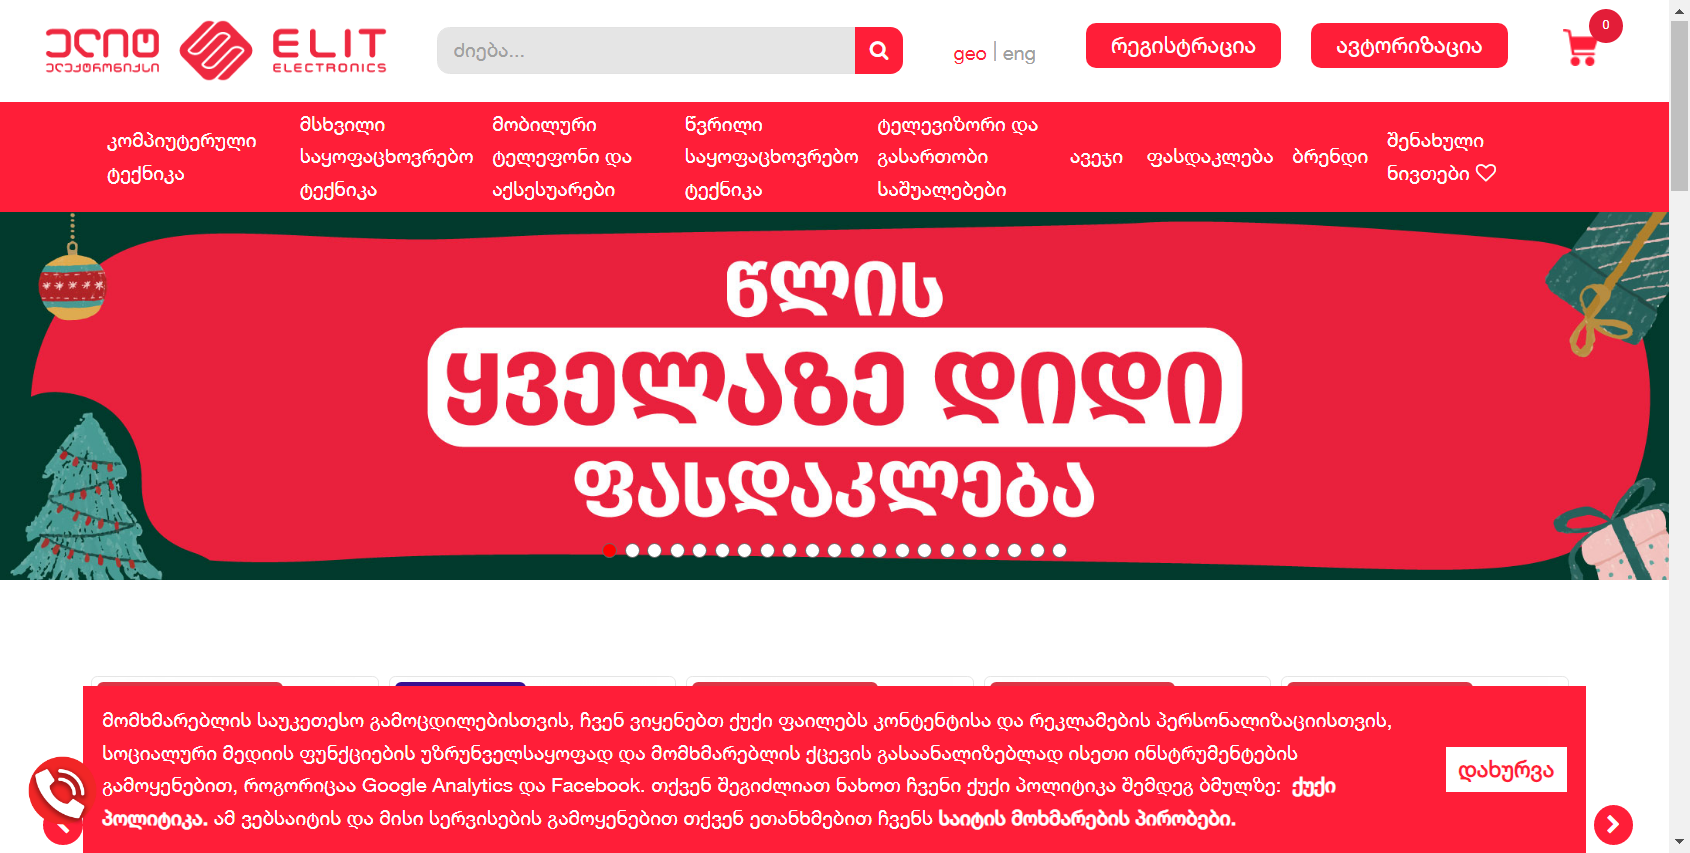 ელიტ
ელექტრონიქსი
ELIT
ELECTRONICS
ძიება...
geo | eng
რეგისტრაცია
ავტორიზაცია
0
კომპიუტერული
ტექნიკა
მსხვილი
საყოფაცხოვრებო
ტექნიკა
მობილური
ტელეფონი და
აქსესუარები
წვრილი
საყოფაცხოვრებო
ტექნიკა
ტელევიზორი და
გასართობი
საშუალებები
ავეჯი
ფასდაკლება
ბრენდი
შენახული
ნივთები
წლის
ყველაზე დიდი
ფასდაკლება
მომხმარებლის საუკეთესო გამოცდილებისთვის, ჩვენ ვიყენებთ ქუქი ფაილებს კონტენტისა და რეკლამების პერსონალიზაციისთვის,
სოციალური მედიის ფუნქციების უზრუნველსაყოფად და მომხმარებლის ქცევის გასაანალიზებლად ისეთი ინსტრუმენტების
გამოყენებით, როგორიცაა Google Analytics და Facebook. თქვენ შეგიძლიათ ნახოთ ჩვენი ქუქი პოლიტიკა შემდეგ ბმულზე: ქუქი
პოლიტიკა. ამ ვებსაიტის და მისი სერვისების გამოყენებით თქვენ ეთანხმებით ჩვენს საიტის მოხმარების პირობები.
დახურვა